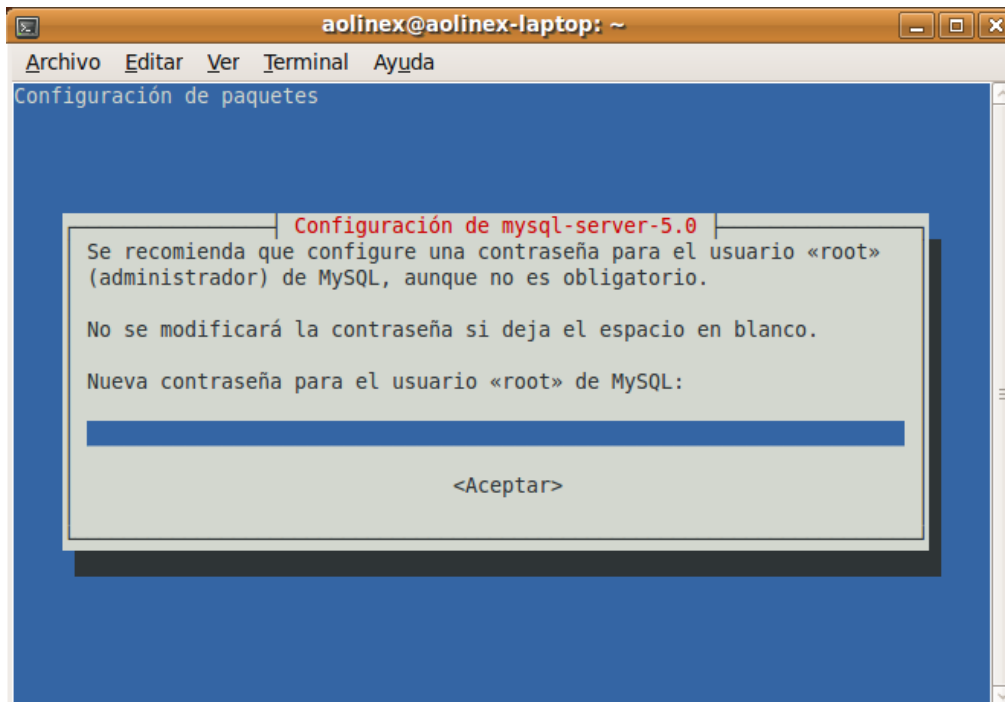 aolinex@aolinex-laptop: ~
Archivo Editar Ver Terminal Ayuda
Configuración de paquetes
Configuración de mysql-server-5.0
Se recomienda que configure una contraseña para el usuario «root»
(administrador) de MySQL, aunque no es obligatorio.
No se modificará la contraseña si deja el espacio en blanco.
Nueva contraseña para el usuario «root» de MySQL:
<Aceptar>